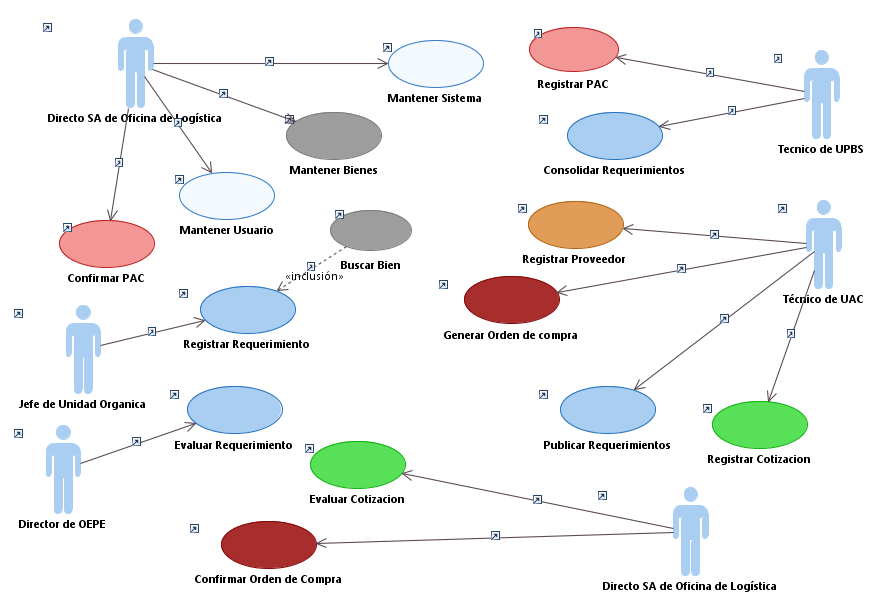 Registrar PAC
Mantener Sistema
Directo SA de Oficina de Logística
Tecnico de UPBS
Mantener Bienes
Consolidar Requerimientos
Mantener Usuario
Registrar Proveedor
Buscar Bien
Confirmar PAC
«inclusión»
Técnico de UAC
Generar Orden de compra
Registrar Requerimiento
Jefe de Unidad Organica
Evaluar Requerimiento
Publicar Requerimientos
Registrar Cotizacion
Evaluar Cotizacion
Director de OEPE
Confirmar Orden de Compra
Directo SA de Oficina de Logística